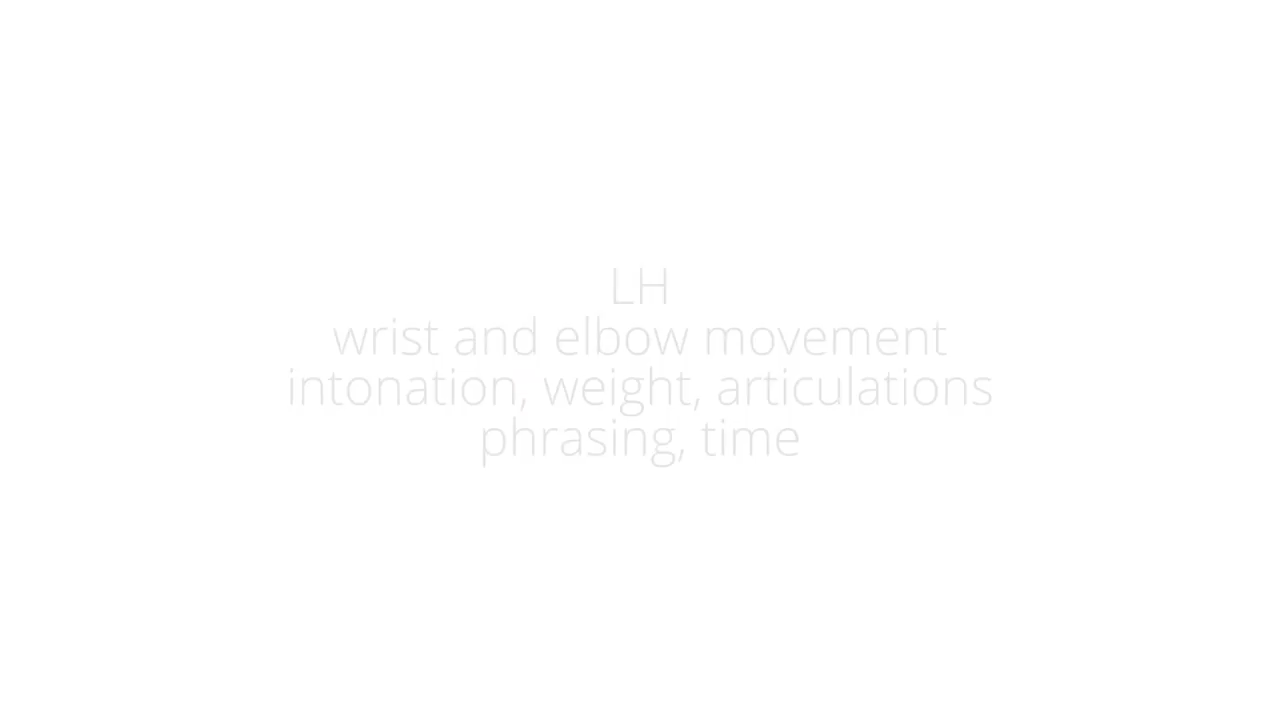 LH
wrist and elbow movement
intonation, weight, articulations
phrasing, time